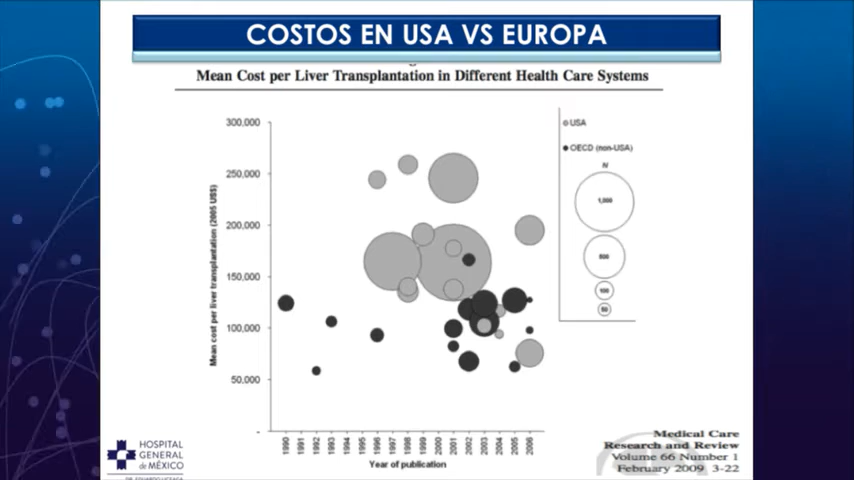 COSTOS EN USA VS EUROPA
Mean Cost per Liver Transplantation in Different Health Care Systems
300,000
250,000
200,000
150,000
100,000
50,000
-
Mean cost per liver transplantation (2005 US$)
1990 1991 1992 1993 1994 1995 1996 1997 1998 1999 2000 2001 2002 2003 2004 2005 2006
Year of publication
USA
OECD (non-USA)
N
1,000
500
100
50
HOSPITAL
GENERAL
de MÉXICO
Medical Care
Research and Review
Volume 66 Number 1
February 2009 3-22